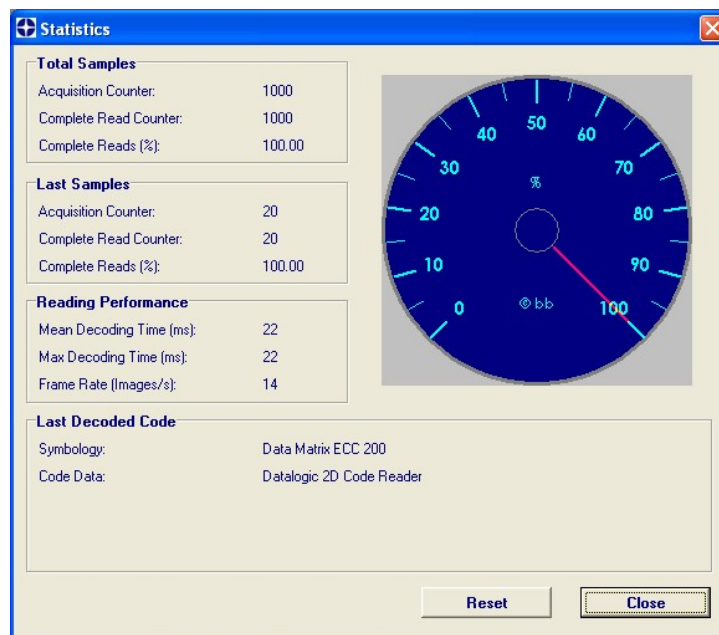 Statistics
Total Samples
Acquisition Counter: 1000
Complete Read Counter: 1000
Complete Reads (%): 100.00
Last Samples
Acquisition Counter: 20
Complete Read Counter: 20
Complete Reads (%): 100.00
Reading Performance
Mean Decoding Time (ms): 22
Max Decoding Time (ms): 22
Frame Rate (Images/s): 14
0
10
20
30
40
50
60
70
80
90
100
%
© bb
Last Decoded Code
Symbology: Data Matrix ECC 200
Code Data: Datalogic 2D Code Reader
Reset Close